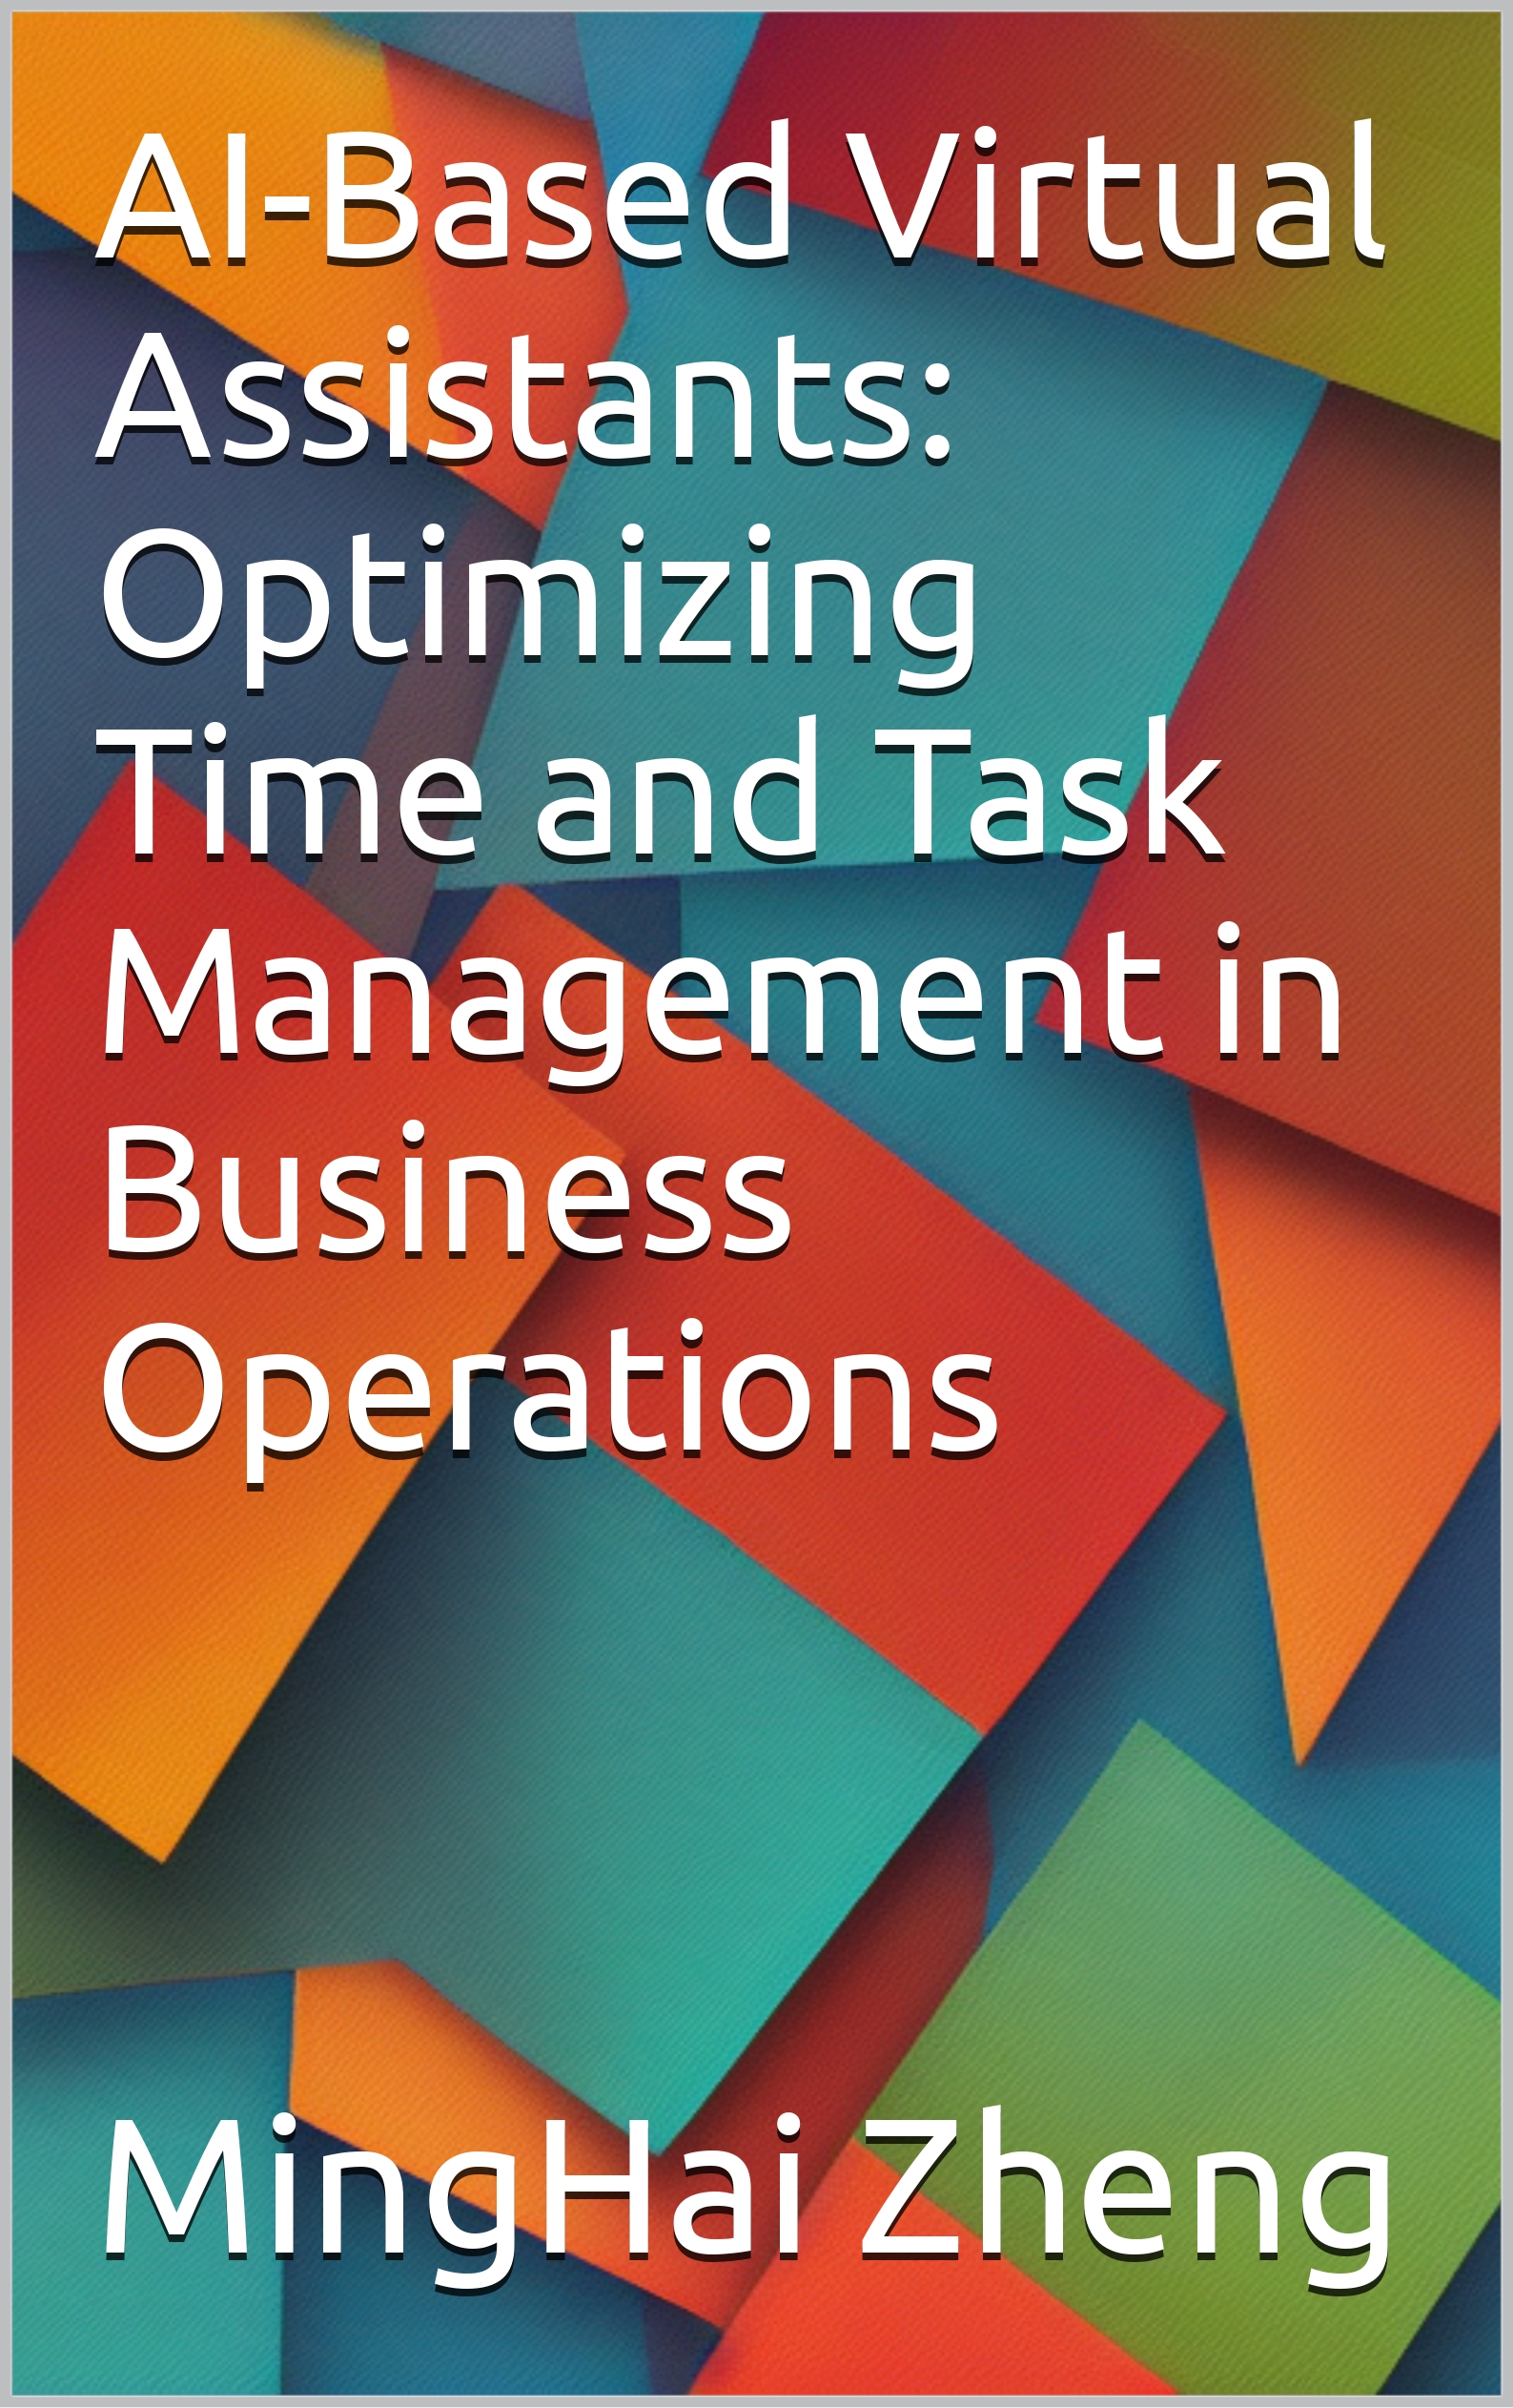 AI-Based Virtual
Assistants:
Optimizing
Time and Task
Management in
Business
Operations
MingHai Zheng